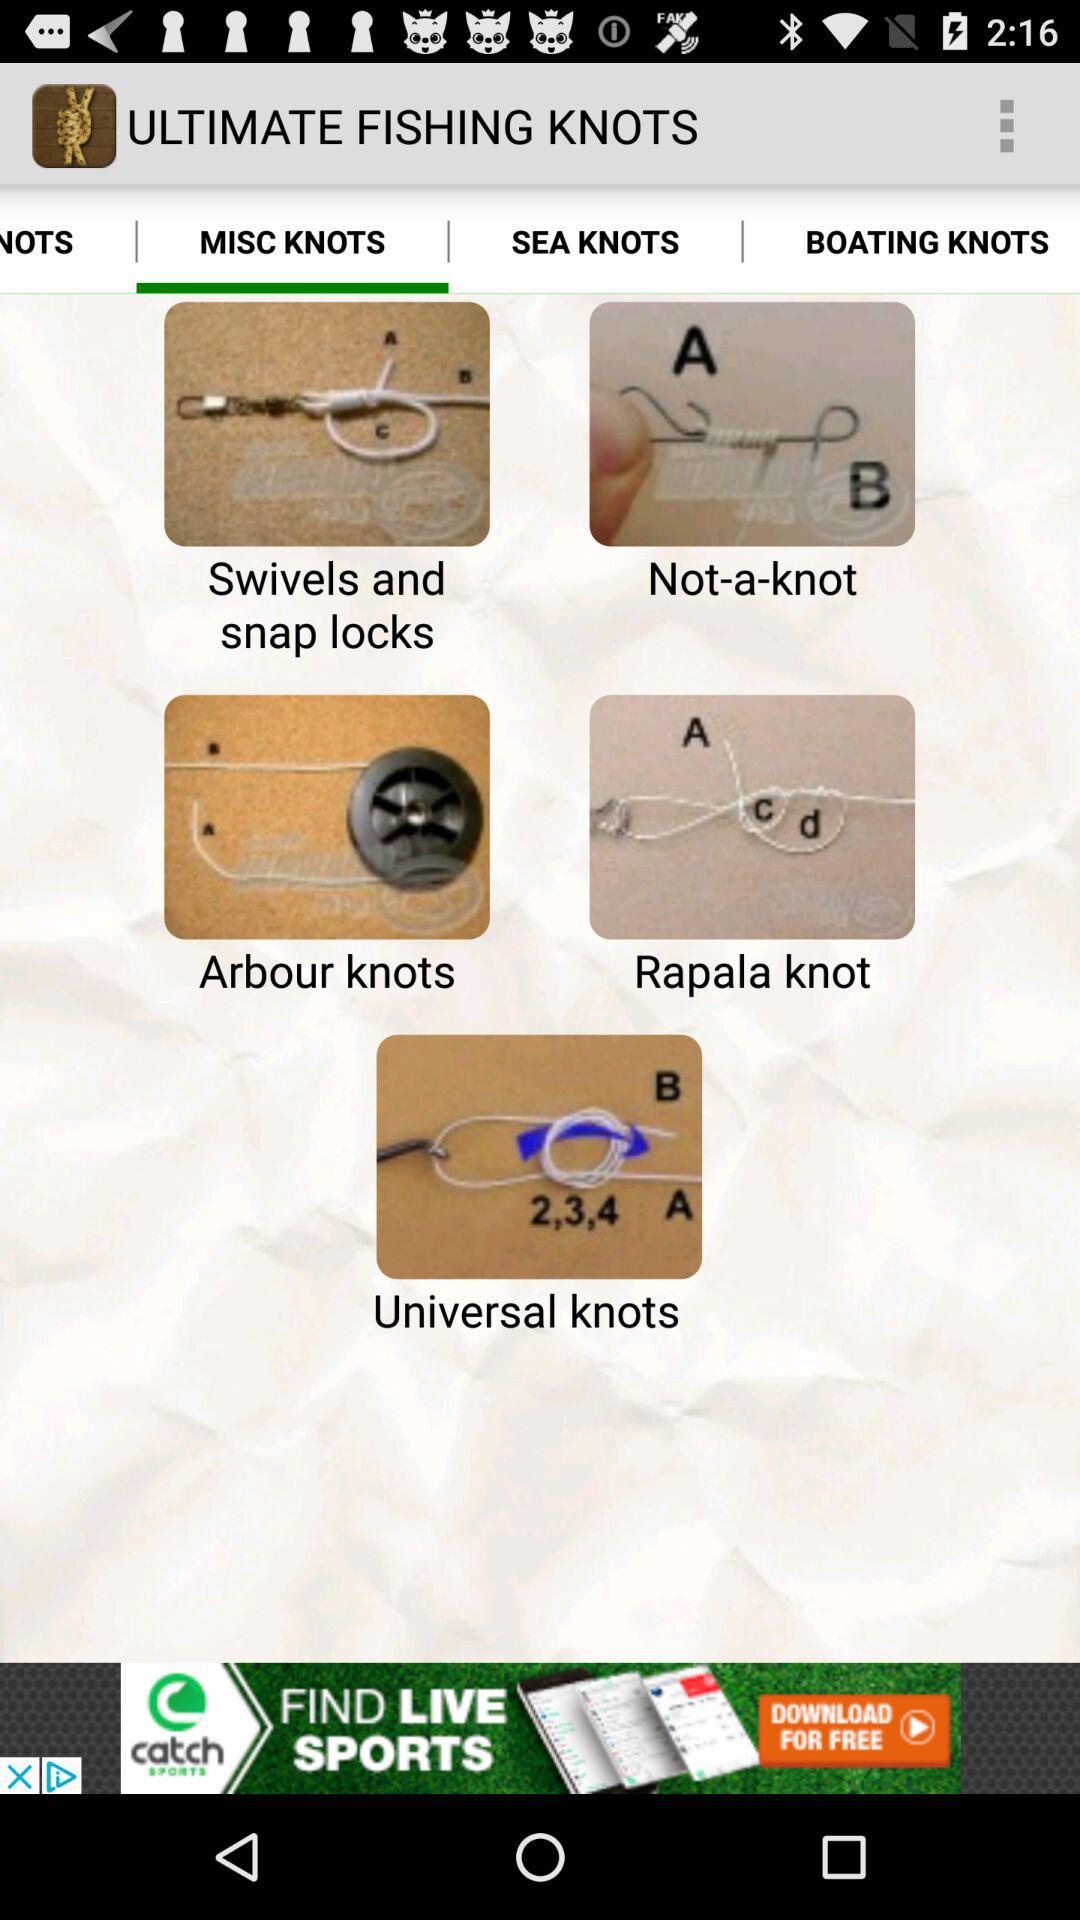 FAKE
2:16
ULTIMATE FISHING KNOTS
NOTS
MISC KNOTS
SEA KNOTS
BOATING KNOTS
A
B
C
A
B
Swivels and
snap locks
Not-a-knot
B
A
A
c
d
Arbour knots
Rapala knot
B
2,3,4
A
Universal knots
catch
SPORTS
FIND LIVE
SPORTS
DOWNLOAD
FOR FREE